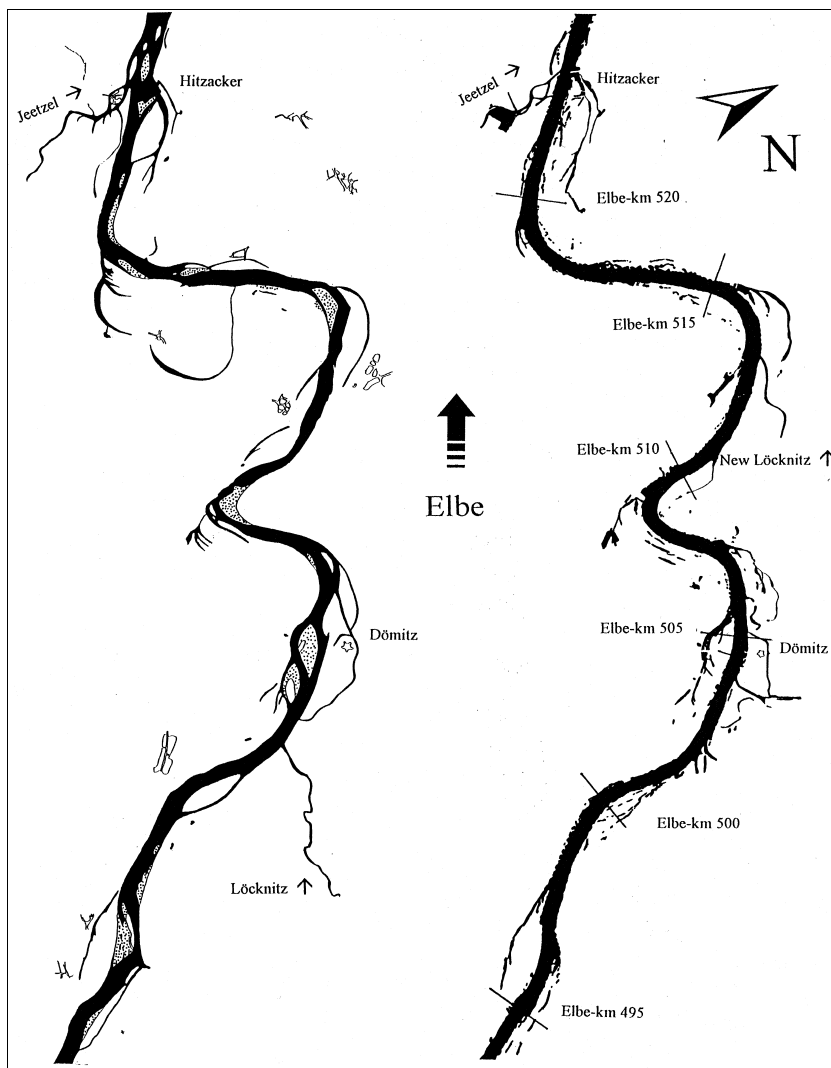 Jeetzel
Hitzacker
Dömitz
Löcknitz
Elbe
N
Jeetzel
Hitzacker
Elbe-km 520
Elbe-km 515
Elbe-km 510
New Löcknitz
Elbe-km 505
Dömitz
Elbe-km 500
Elbe-km 495